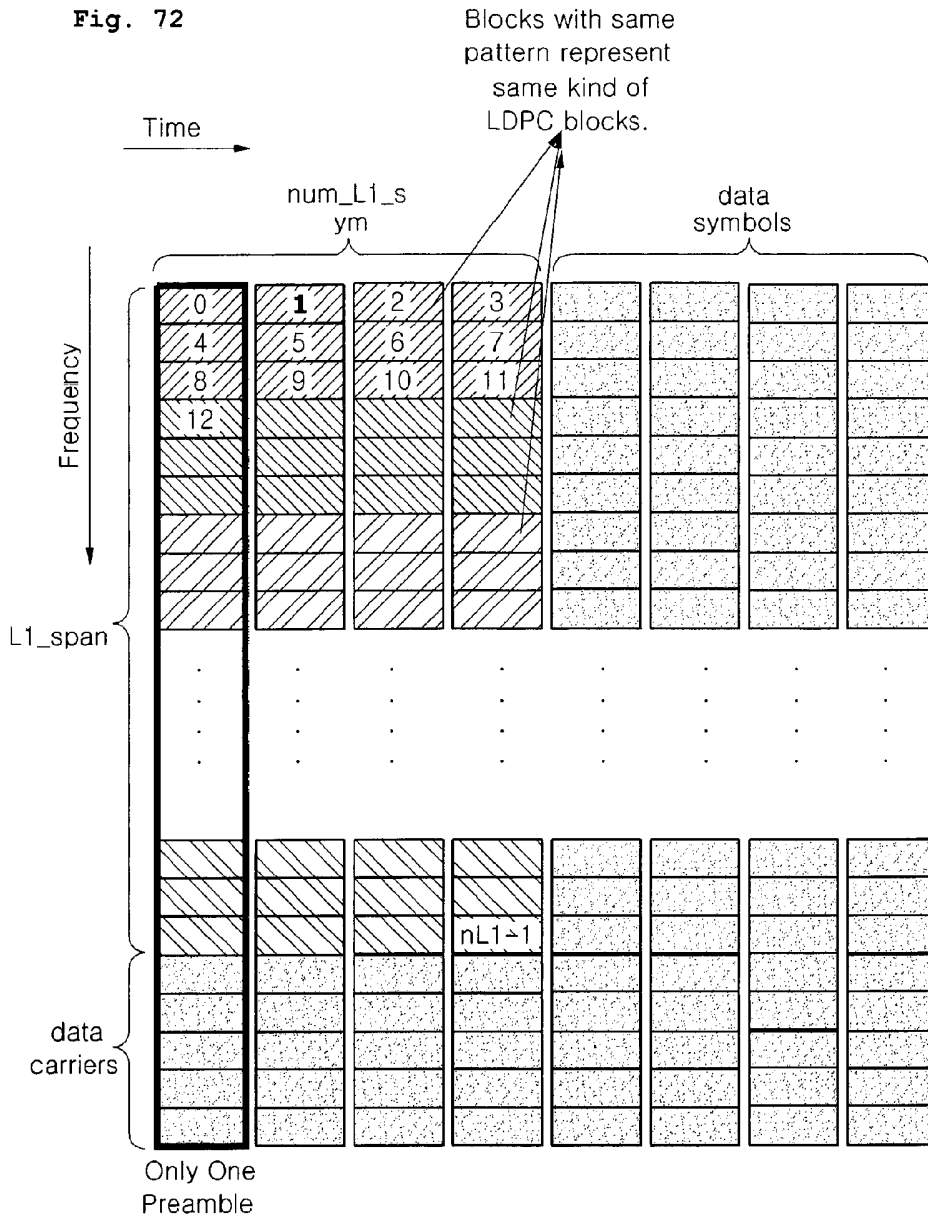 Fig. 72
Blocks with same
pattern represent
same kind of
LDPC blocks.
Time
num_L1_s
ym
data
symbols
Frequency
0 1 2 3
4 5 6 7
8 9 10 11
12
L1_span
nL1-1
data
carriers
Only One
Preamble